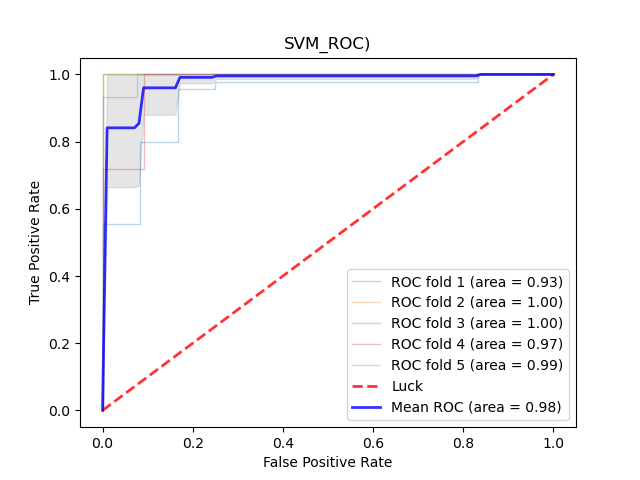 SVM_ROC)
True Positive Rate
1.0
0.8
0.6
0.4
0.2
0.0
ROC fold 1 (area = 0.93)
ROC fold 2 (area = 1.00)
ROC fold 3 (area = 1.00)
ROC fold 4 (area = 0.97)
ROC fold 5 (area = 0.99)
Luck
Mean ROC (area = 0.98)
0.0 0.2 0.4 0.6 0.8 1.0
False Positive Rate